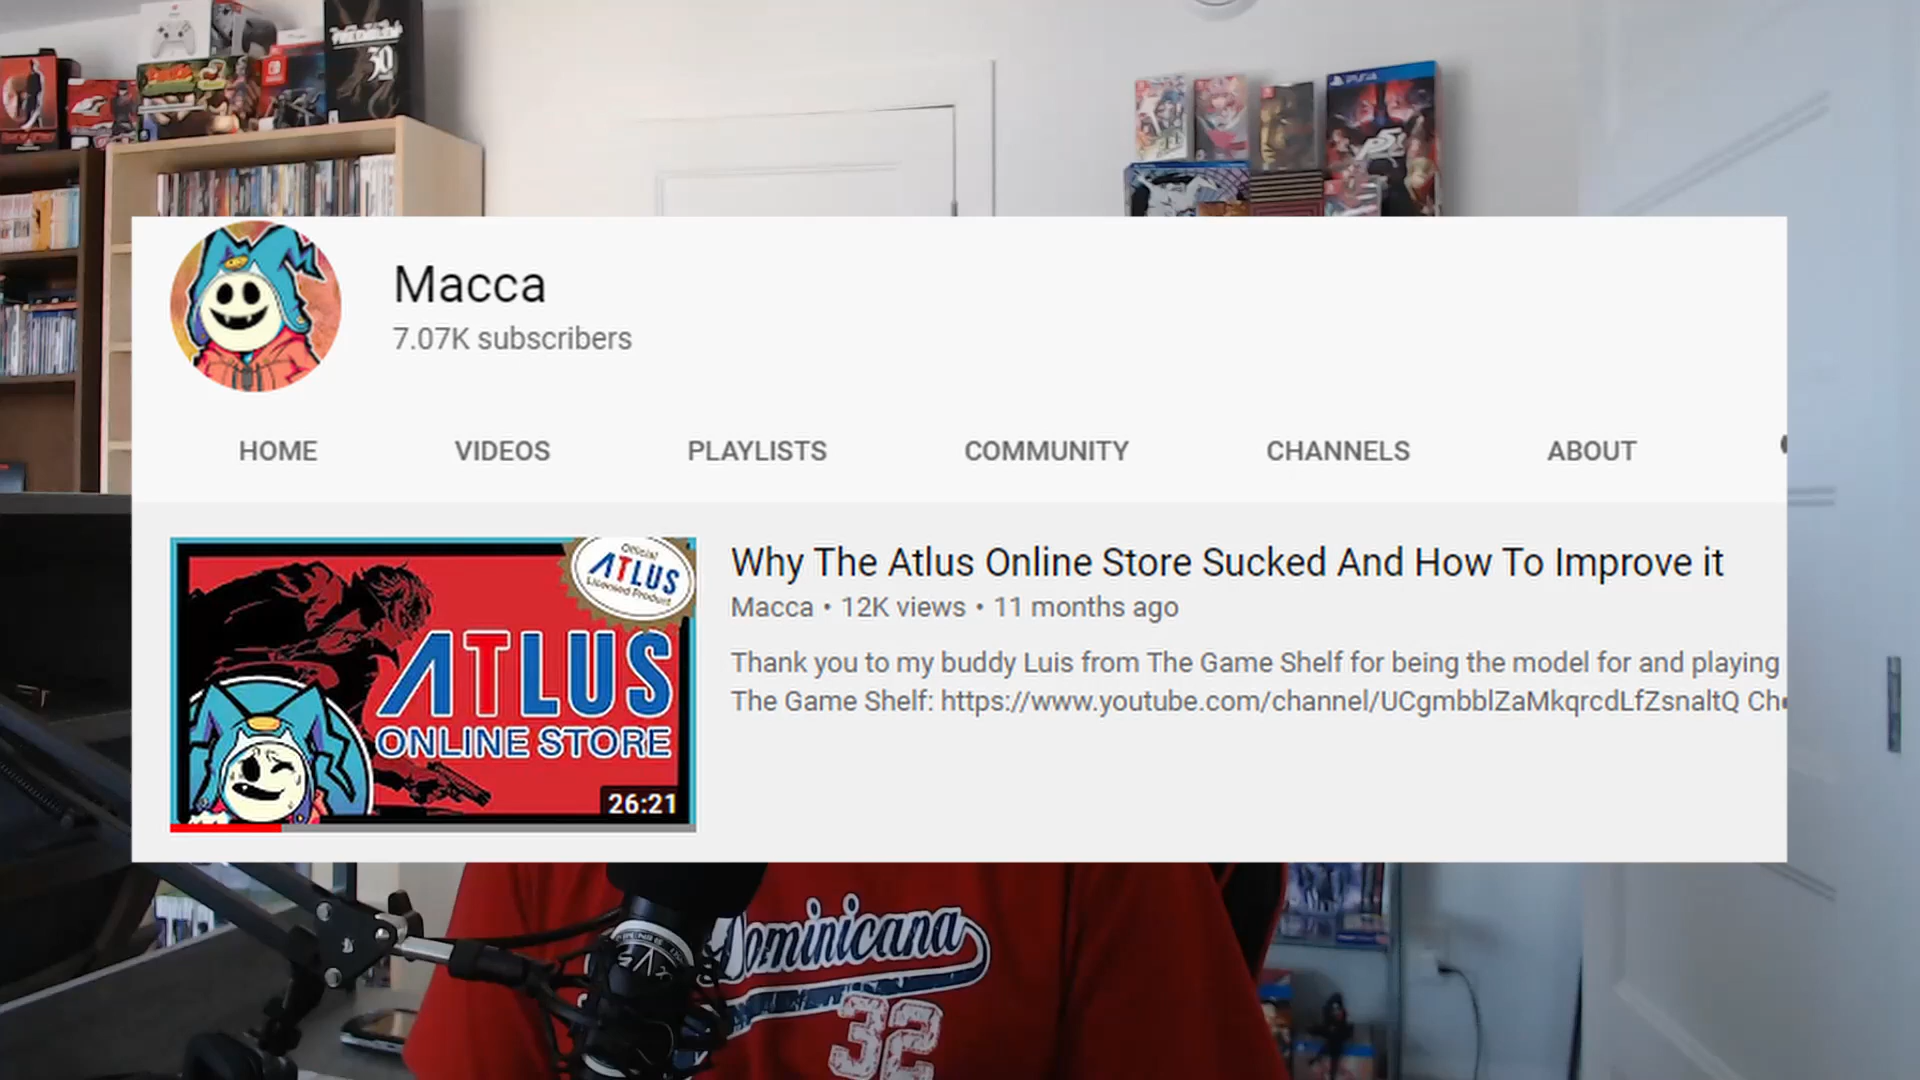 30
PS4
Macca
7.07K subscribers
HOME VIDEOS PLAYLISTS COMMUNITY CHANNELS ABOUT
Official
ATLUS
Licensed Product
ATLUS
ONLINE STORE
26:21
Why The Atlus Online Store Sucked And How To Improve it
Macca • 12K views • 11 months ago
Thank you to my buddy Luis from The Game Shelf for being the model for and playing
The Game Shelf: https://www.youtube.com/channel/UCgmbblZaMkqrcdLfZsnaltQ
Dominicana
32